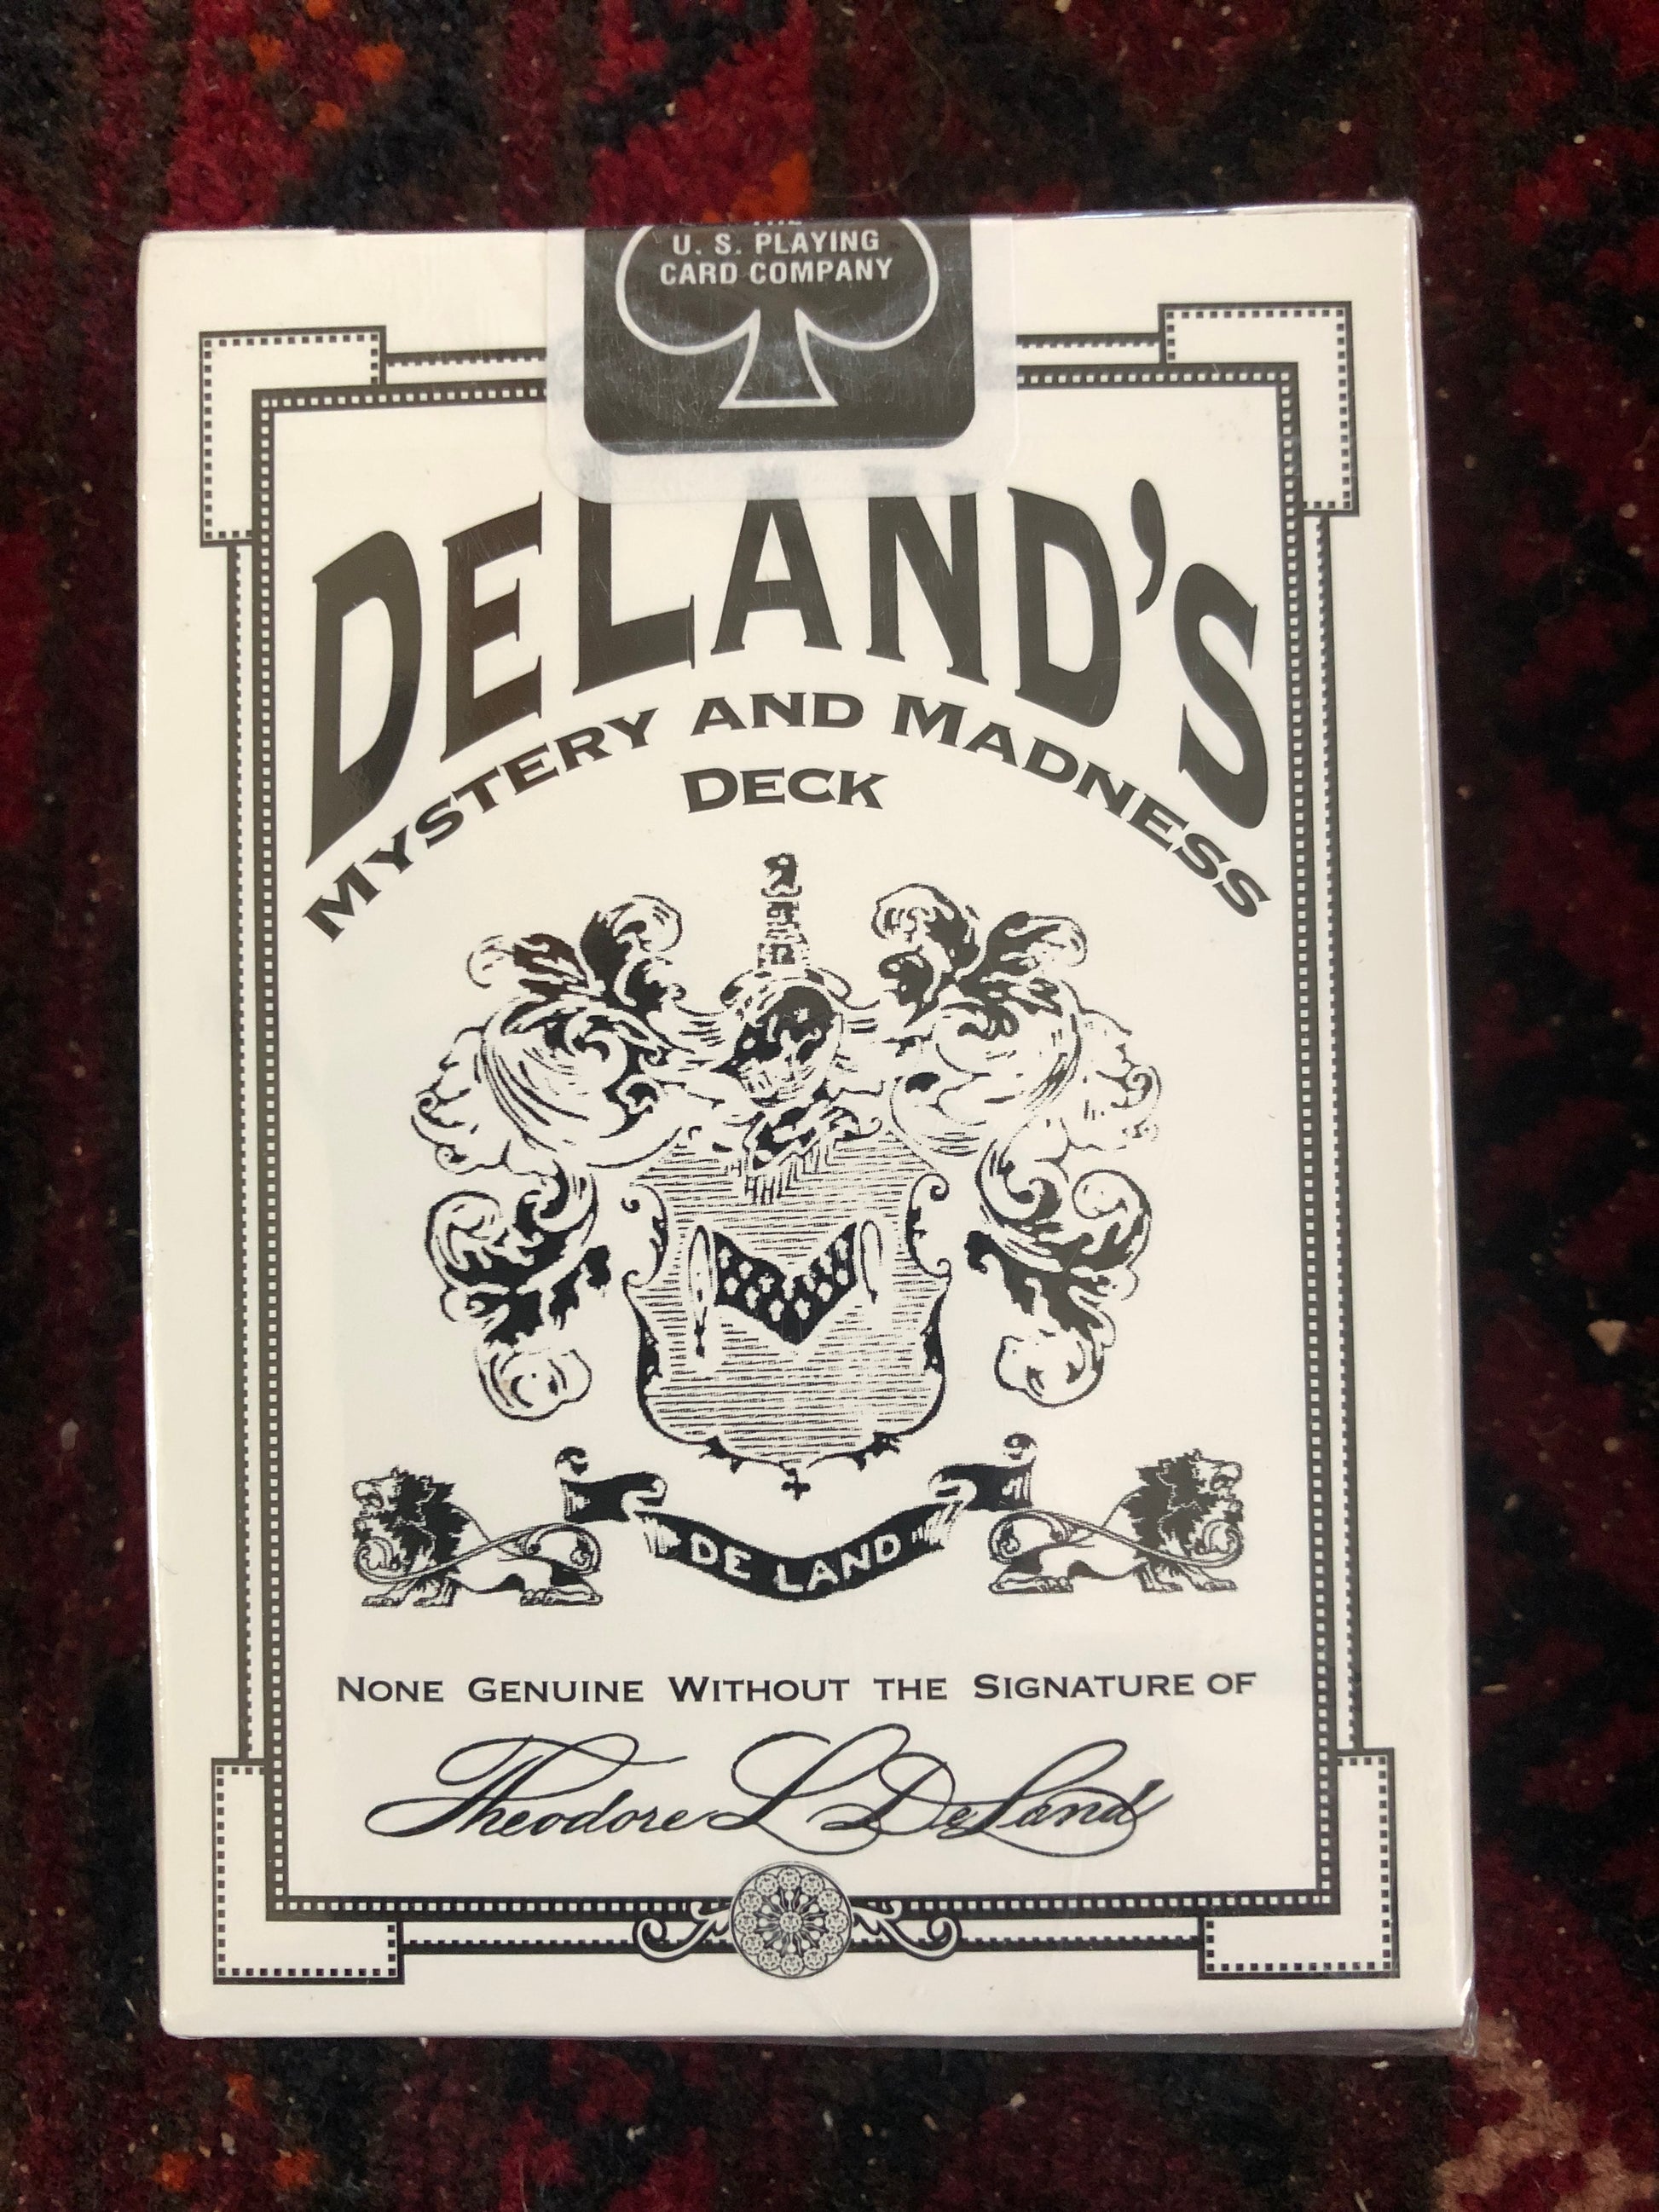 U. S. PLAYING
CARD COMPANY
DELAND'S
MYSTERY AND MADNESS
DECK
DE LAND
NONE GENUINE WITHOUT THE SIGNATURE OF
Theodore L DeLand